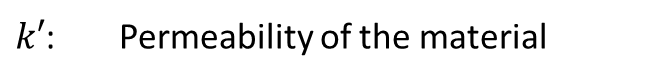 k′: Permeability of the material